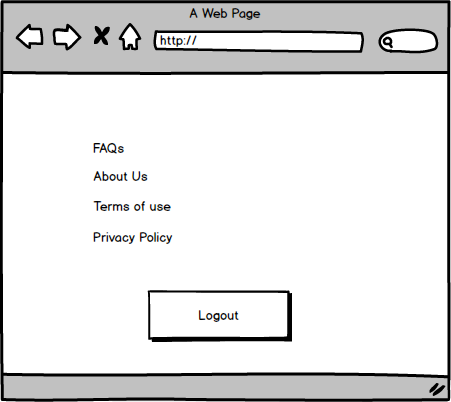 A Web Page
http://
FAQs
About Us
Terms of use
Privacy Policy
Logout